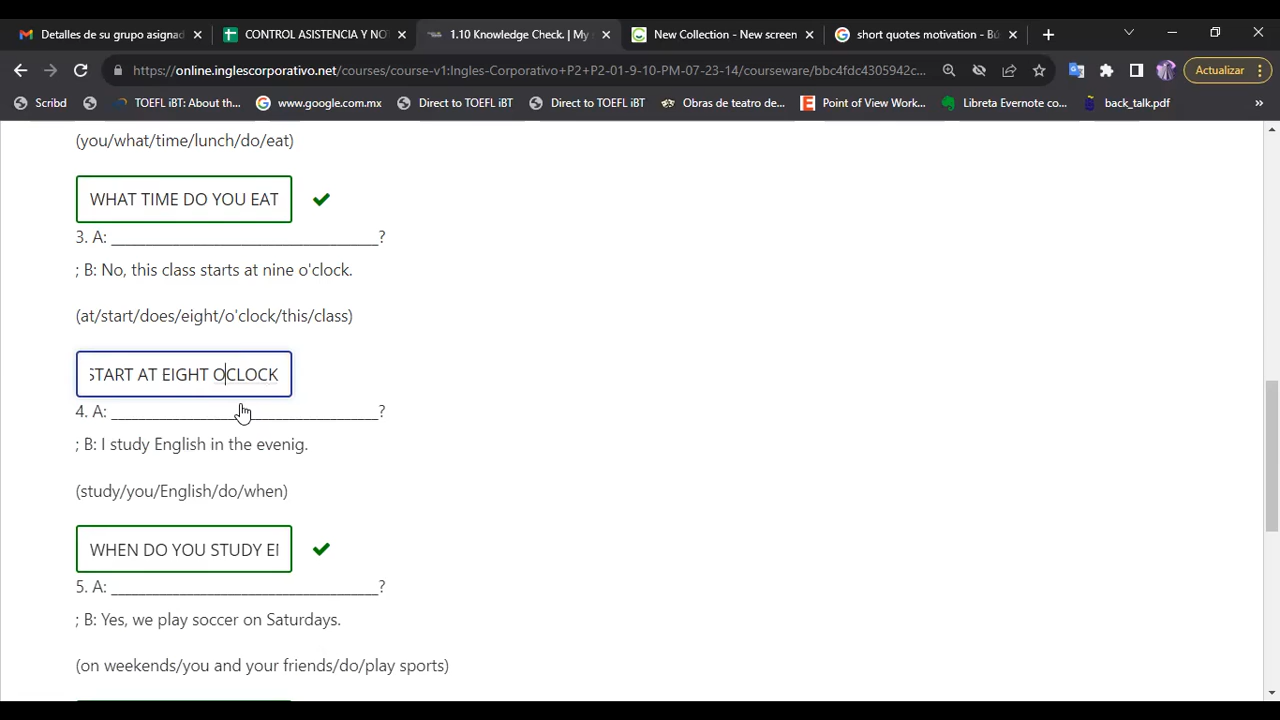 Detalles de su grupo asignad
CONTROL ASISTENCIA Y NO
1.10 Knowledge Check. | My
New Collection - New screen
short quotes motivation - Bú
https://online.inglescorporativo.net/courses/course-v1:Ingles-Corporativo+P2+P2-01-9-10-PM-07-23-14/courseware/bbc4fdc4305942c...
Actualizar
Scribd
TOEFL iBT: About th...
www.google.com.mx
Direct to TOEFL iBT
Direct to TOEFL iBT
Obras de teatro de...
Point of View Work...
Libreta Evernote co...
back_talk.pdf
»
(you/what/time/lunch/do/eat)
WHAT TIME DO YOU EAT
3. A: ________________________________?
; B: No, this class starts at nine o'clock.
(at/start/does/eight/o'clock/this/class)
START AT EIGHT OCLOCK
4. A: ________________________________?
; B: I study English in the evenig.
(study/you/English/do/when)
WHEN DO YOU STUDY EI
5. A: ________________________________?
; B: Yes, we play soccer on Saturdays.
(on weekends/you and your friends/do/play sports)